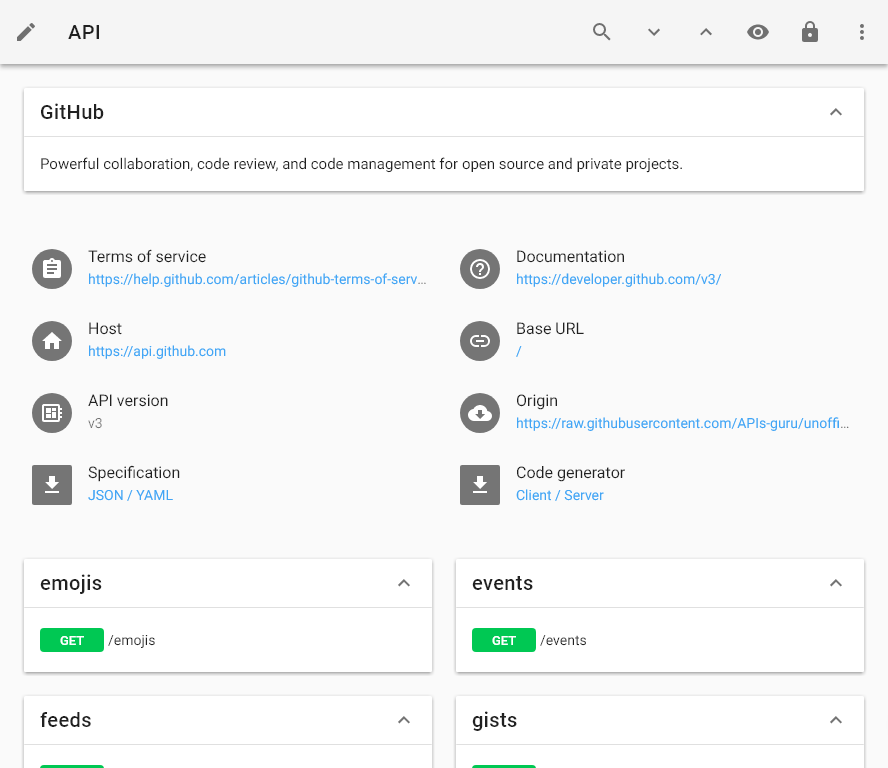 API
GitHub
Powerful collaboration, code review, and code management for open source and private projects.
Terms of service
https://help.github.com/articles/github-terms-of-serv...
Documentation
https://developer.github.com/v3/
Host
https://api.github.com
Base URL
/
API version
v3
Origin
https://raw.githubusercontent.com/APIs-guru/unoffi...
Specification
JSON / YAML
Code generator
Client / Server
emojis
GET /emojis
events
GET /events
feeds
gists